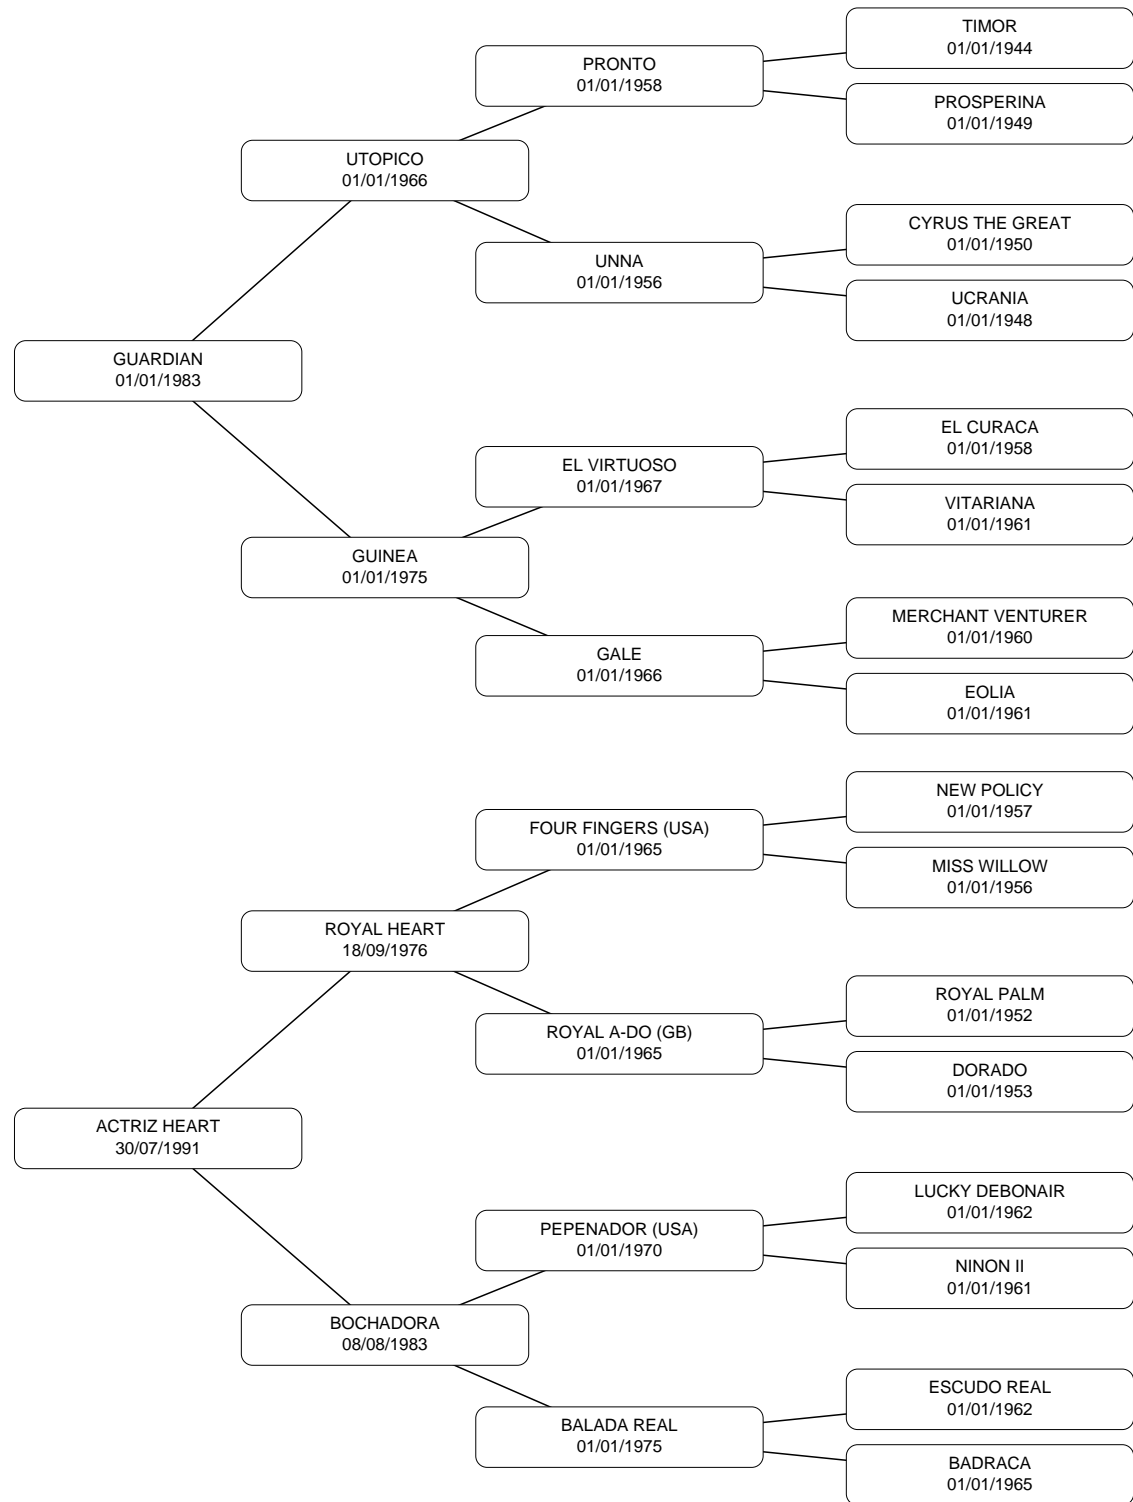 TIMOR
01/01/1944
PRONTO
01/01/1958
PROSPERINA
01/01/1949
UTOPICO
01/01/1966
CYRUS THE GREAT
01/01/1950
UNNA
01/01/1956
UCRANIA
01/01/1948
GUARDIAN
01/01/1983
EL CURACA
01/01/1958
EL VIRTUOSO
01/01/1967
VITARIANA
01/01/1961
GUINEA
01/01/1975
MERCHANT VENTURER
01/01/1960
GALE
01/01/1966
EOLIA
01/01/1961
NEW POLICY
01/01/1957
FOUR FINGERS (USA)
01/01/1965
MISS WILLOW
01/01/1956
ROYAL HEART
18/09/1976
ROYAL PALM
01/01/1952
ROYAL A-DO (GB)
01/01/1965
DORADO
01/01/1953
ACTRIZ HEART
30/07/1991
LUCKY DEBONAIR
01/01/1962
PEPENADOR (USA)
01/01/1970
NINON II
01/01/1961
BOCHADORA
08/08/1983
ESCUDO REAL
01/01/1962
BALADA REAL
01/01/1975
BADRACA
01/01/1965